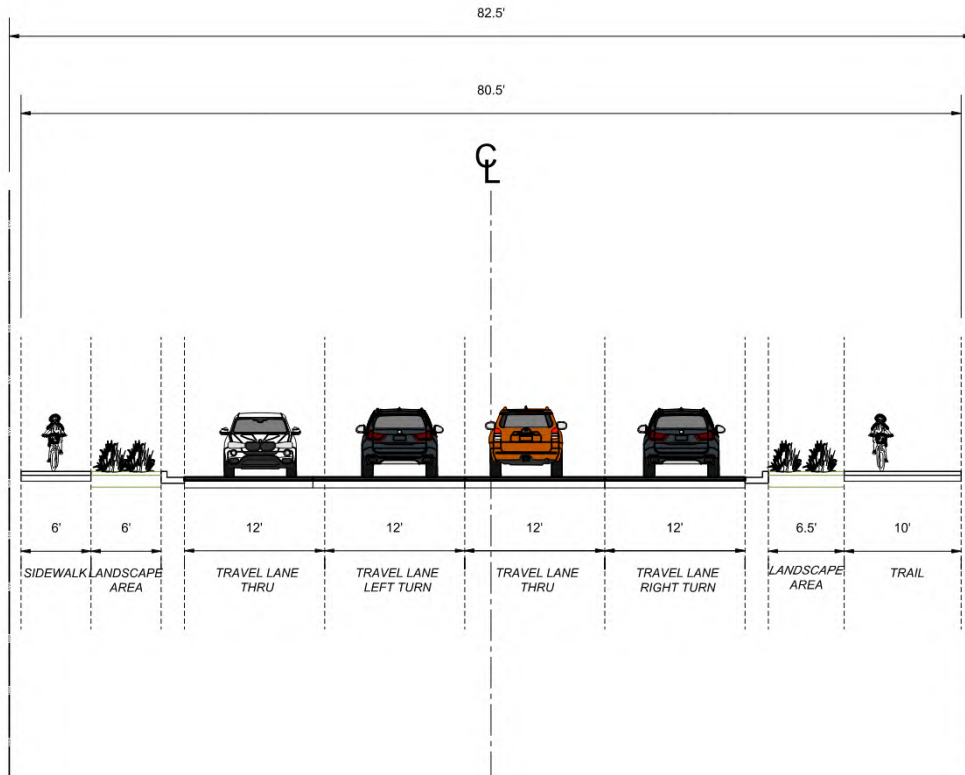 82.5'
80.5'
CL
6' 6' 12' 12' 12' 12' 6.5' 10'
SIDEWALK LANDSCAPE AREA TRAVEL LANE THRU TRAVEL LANE LEFT TURN TRAVEL LANE THRU TRAVEL LANE RIGHT TURN LANDSCAPE AREA TRAIL